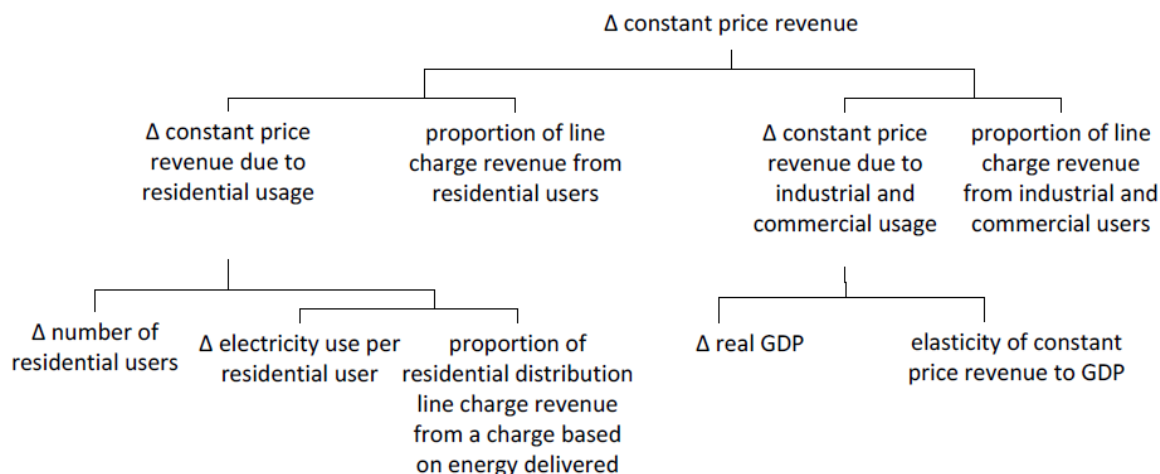 Δ constant price revenue
Δ constant price
revenue due to
residential usage
proportion of line
charge revenue from
residential users
Δ constant price
revenue due to
industrial and
commercial usage
proportion of line
charge revenue
from industrial and
commercial users
Δ number of
residential users
Δ electricity use per
residential user
proportion of
residential distribution
line charge revenue
from a charge based
on energy delivered
Δ real GDP
elasticity of constant
price revenue to GDP